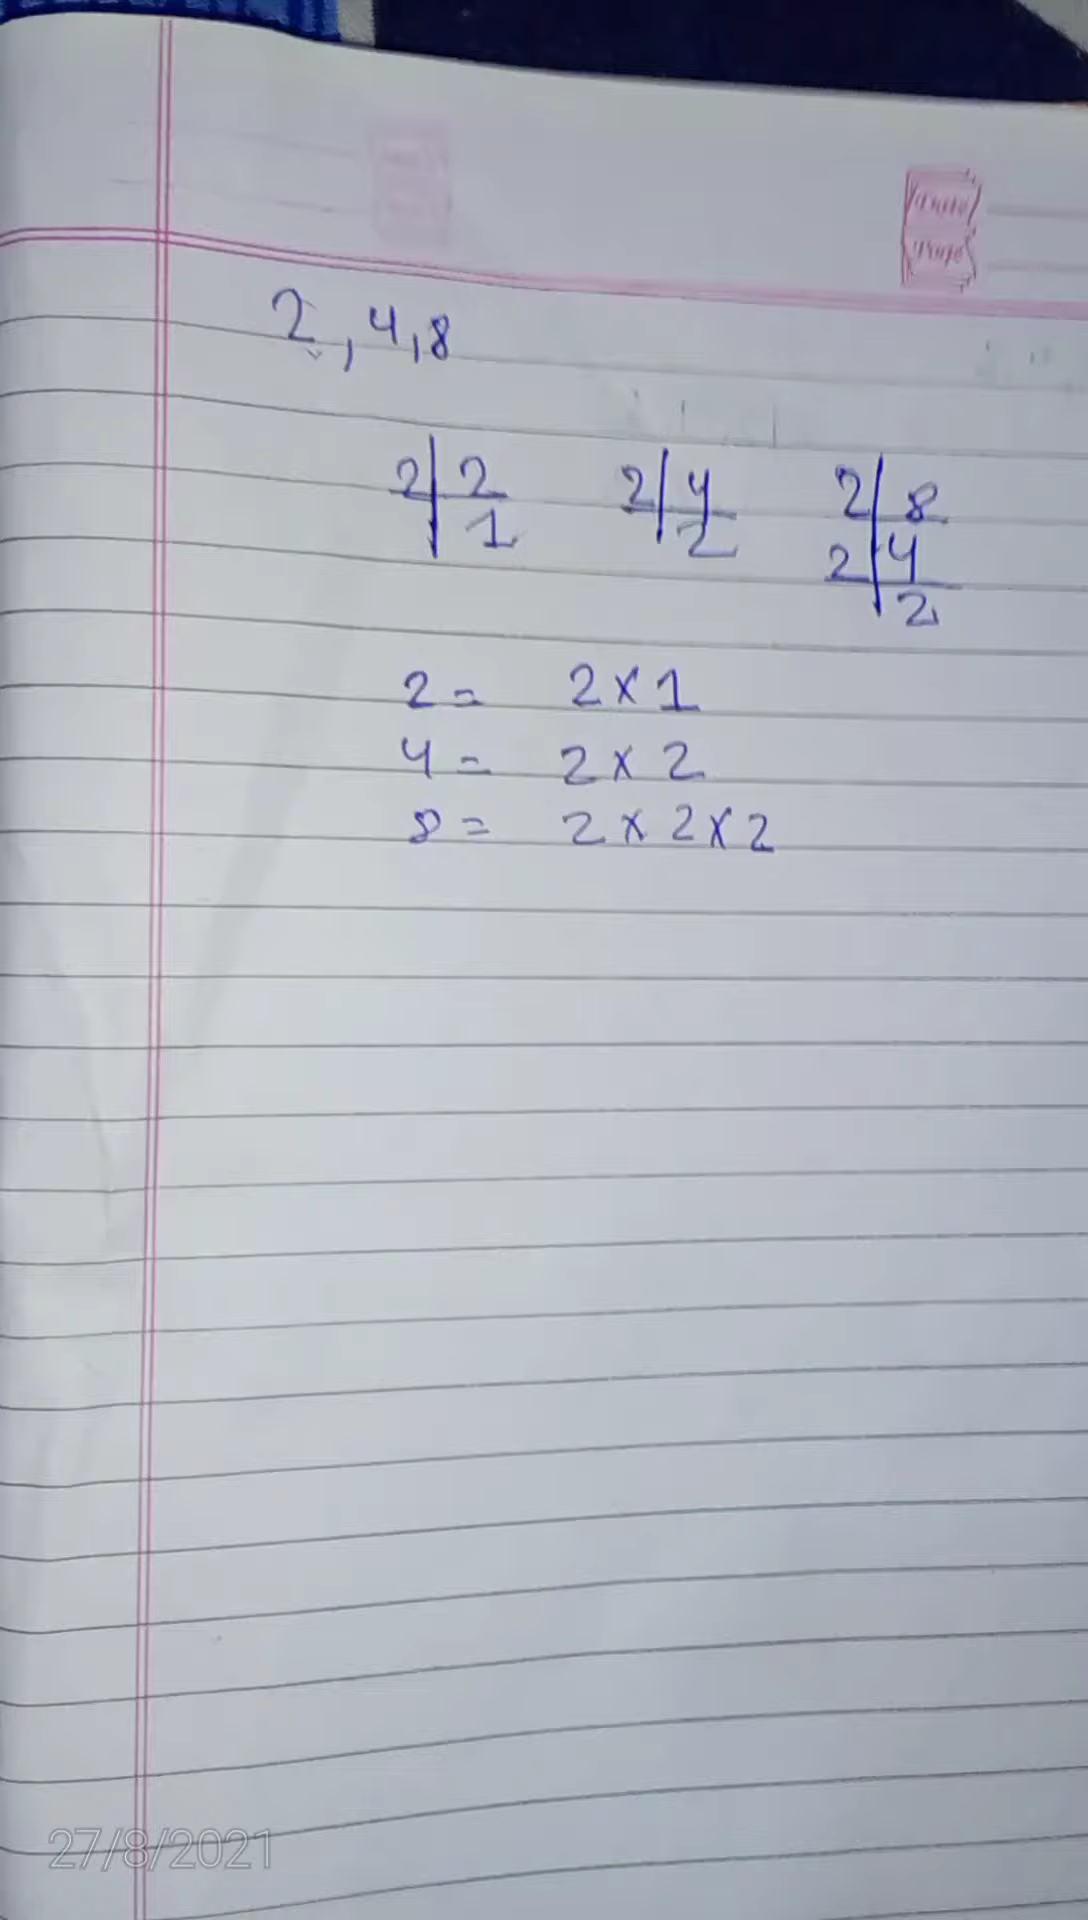 2, 4, 8
2 | 2 2 | 4 2 | 8
1 2 2 | 4
2
2 = 2 x 1
4 = 2 x 2
8 = 2 x 2 x 2
27/8/2021